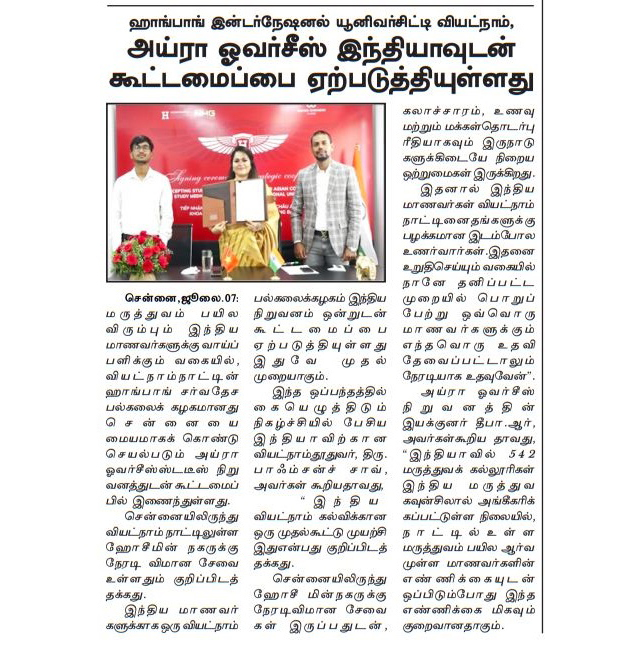 ஹாங்பாங் இன்டர்நேஷனல் யூனிவர்சிட்டி வியட்நாம்,
அய்ரா ஓவர்சீஸ் இந்தியாவுடன்
கூட்டமைப்பை ஏற்படுத்தியுள்ளது
Signing ceremony
சென்னை,ஜூலை.07:
மருத்துவம் பயில
விரும்பும் இந்திய
மாணவர்களுக்கு வாய்ப்
பளிக்கும் வகையில்,
வியட்நாம்நாட்டின்
ஹாங்பாங் சர்வதேச
பல்கலைக் கழகமானது
சென்னையை
மையமாகக் கொண்டு
செயல்படும் அய்ரா
ஓவர்சீஸ்ஸ்டடீஸ் நிறு
வனத்துடன் கூட்டமைப்
பில் இணைந்துள்ளது.
சென்னையிலிருந்து
வியட்நாம் நாட்டிலுள்ள
ஹோசிமின் நகருக்கு
நேரடி விமான சேவை
உள்ளதும் குறிப்பிடத்
தக்கது.
இந்திய மாணவர்
களுக்காக ஒரு வியட்நாம்
பல்கலைக்கழகம் இந்திய
நிறுவனம் ஒன்றுடன்
கூட்டமைப்பை
ஏற்படுத்தியுள்ளது
இதுவே முதல்
முறையாகும்.
இந்த ஒப்பந்தத்தில்
கையெழுத்திடும்
நிகழ்ச்சியில் பேசிய
இந்தியாவிற்கான
வியட்நாம்தூதுவர், திரு.
பாஃம்சன்ச் சாவ்,
அவர்கள் கூறியதாவது,
“இந்திய
வியட்நாம் கல்விக்கான
ஒரு முதல்கூட்டு முயற்சி
இதுஎன்பது குறிப்பிடத்
தக்கது.
சென்னையிலிருந்து
ஹோசீ மின்நகருக்கு
நேரடிவிமான சேவை
கள் இருப்பதுடன்,
கலாச்சாரம், உணவு
மற்றும் மக்கள்தொடர்பு
ரீதியாகவும் இருநாடு
களுக்கிடையே நிறைய
ஒற்றுமைகள் இருக்கிறது.
இதனால் இந்திய
மாணவர்கள் வியட்நாம்
நாட்டினை தங்களுக்கு
பழக்கமான இடம்போல
உணர்வார்கள்.இதனை
உறுதிசெய்யும் வகையில்
நானே தனிப்பட்ட
முறையில் பொறுப்
பேற்று ஒவ்வொரு
மாணவர்களுக்கும்
எந்தவொரு உதவி
தேவைப்பட்டாலும்
நேரடியாக உதவுவேன்”.
அய்ரா ஓவர்சீஸ்
நிறுவனத்தின்
இயக்குனர் தீபா.ஆர்,
அவர்கள்கூறிய தாவது,
“இந்தியாவில் 542
மருத்துவக் கல்லூரிகள்
இந்திய மருத்துவ
கவுன்சிலால் அங்கீகரிக்
கப்பட்டுள்ள நிலையில்,
நாட்டில்உள்ள
மருத்துவம் பயில ஆர்வ
முள்ள மாணவர்களின்
எண்ணிக்கையுடன்
ஒப்பிடும்போது இந்த
எண்ணிக்கை மிகவும்
குறைவானதாகும்.